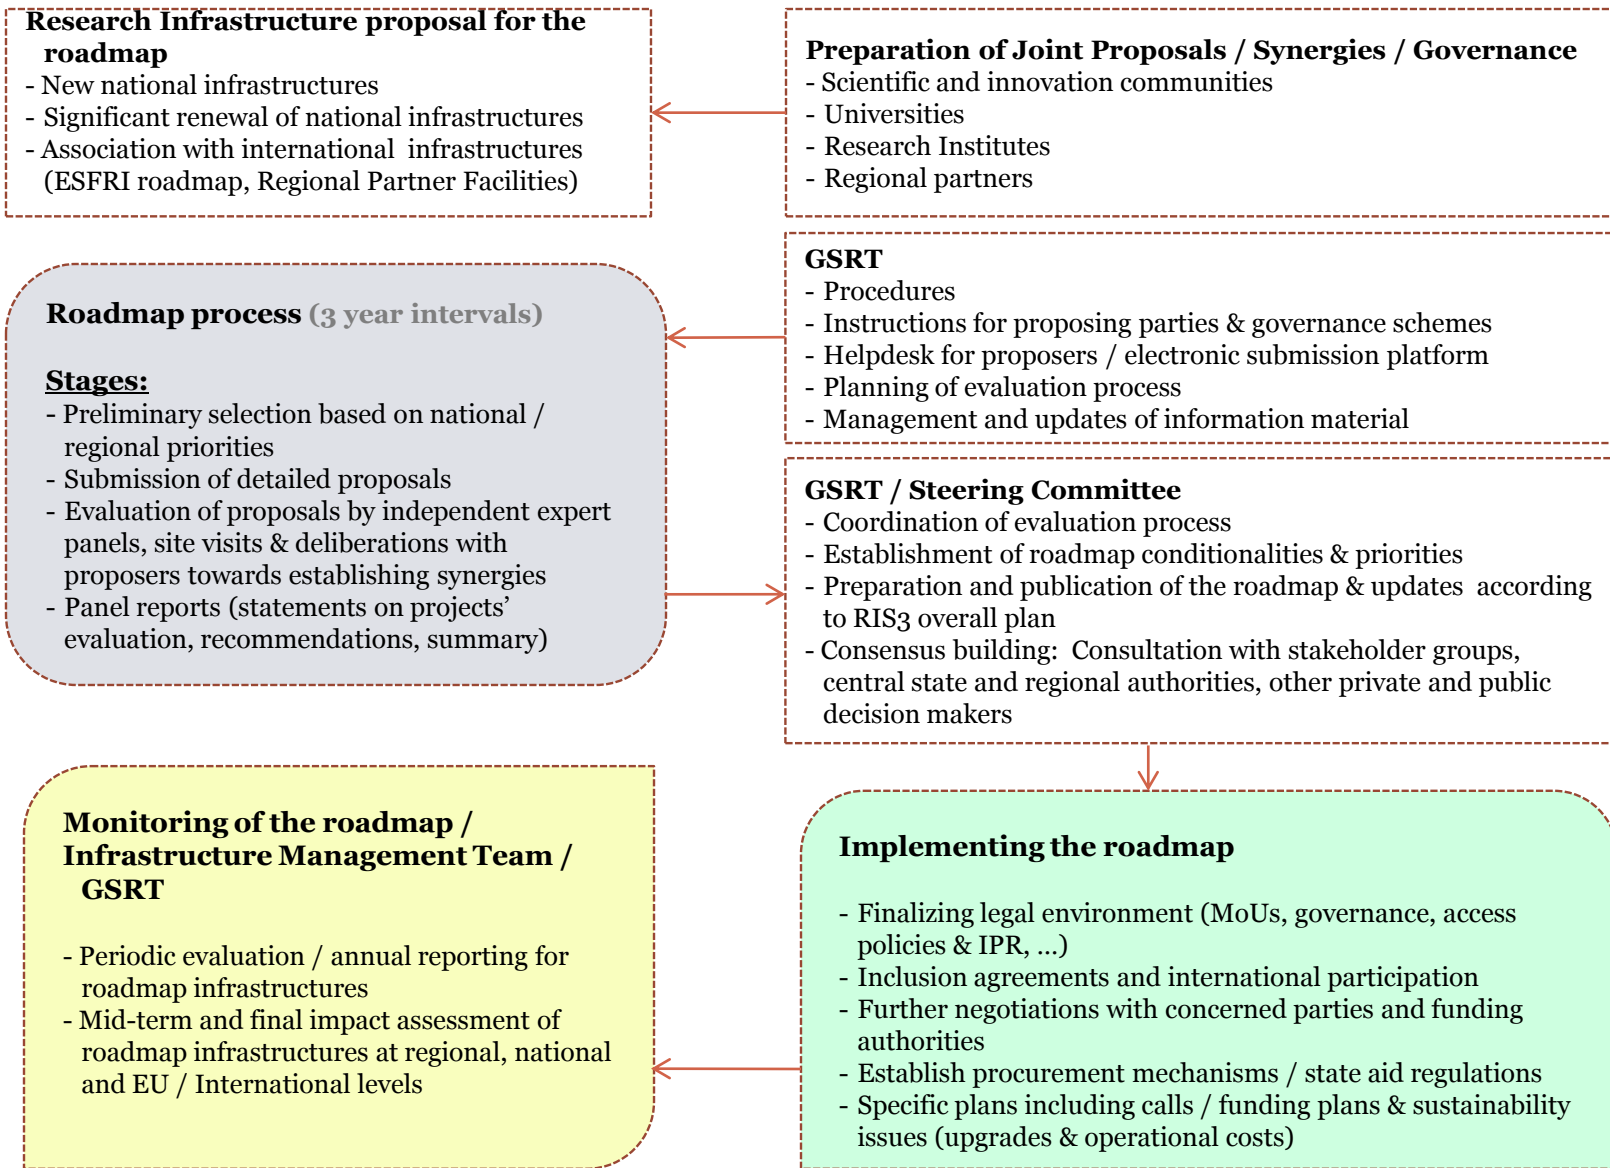 Research Infrastructure proposal for the
roadmap
- New national infrastructures
- Significant renewal of national infrastructures
- Association with international infrastructures
(ESFRI roadmap, Regional Partner Facilities)
Preparation of Joint Proposals / Synergies / Governance
- Scientific and innovation communities
- Universities
- Research Institutes
- Regional partners
GSRT
- Procedures
- Instructions for proposing parties & governance schemes
- Helpdesk for proposers / electronic submission platform
- Planning of evaluation process
- Management and updates of information material
Roadmap process (3 year intervals)
Stages:
- Preliminary selection based on national /
regional priorities
- Submission of detailed proposals
- Evaluation of proposals by independent expert
panels, site visits & deliberations with
proposers towards establishing synergies
- Panel reports (statements on projects’
evaluation, recommendations, summary)
GSRT / Steering Committee
- Coordination of evaluation process
- Establishment of roadmap conditionalities & priorities
- Preparation and publication of the roadmap & updates according
to RIS3 overall plan
- Consensus building: Consultation with stakeholder groups,
central state and regional authorities, other private and public
decision makers
Implementing the roadmap
- Finalizing legal environment (MoUs, governance, access
policies & IPR, ...)
- Inclusion agreements and international participation
- Further negotiations with concerned parties and funding
authorities
- Establish procurement mechanisms / state aid regulations
- Specific plans including calls / funding plans & sustainability
issues (upgrades & operational costs)
Monitoring of the roadmap /
Infrastructure Management Team /
GSRT
- Periodic evaluation / annual reporting for
roadmap infrastructures
- Mid-term and final impact assessment of
roadmap infrastructures at regional, national
and EU / International levels